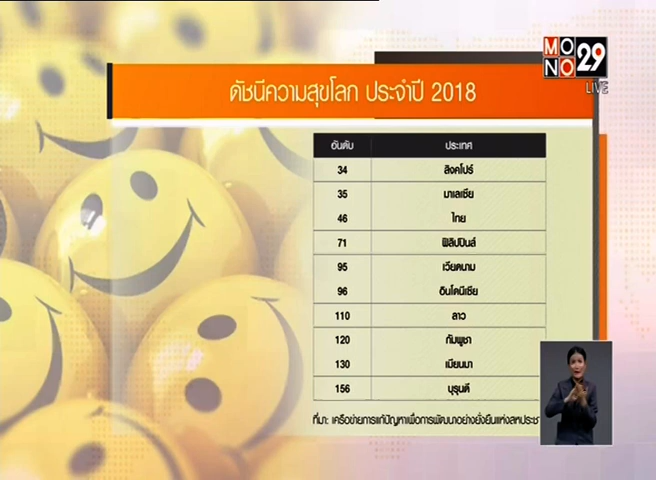 MONO 29
LIVE
ดัชนีความสุขโลก ประจำปี 2018
อันดับ ประเทศ
34 สิงคโปร์
35 มาเลเซีย
46 ไทย
71 ฟิลิปปินส์
95 เวียดนาม
96 อินโดนีเซีย
110 ลาว
120 กัมพูชา
130 เมียนมา
156 บุรุนดี
ที่มา: เครือข่ายการแก้ปัญหาเพื่อการพัฒนาอย่างยั่งยืนแห่งสหประชา